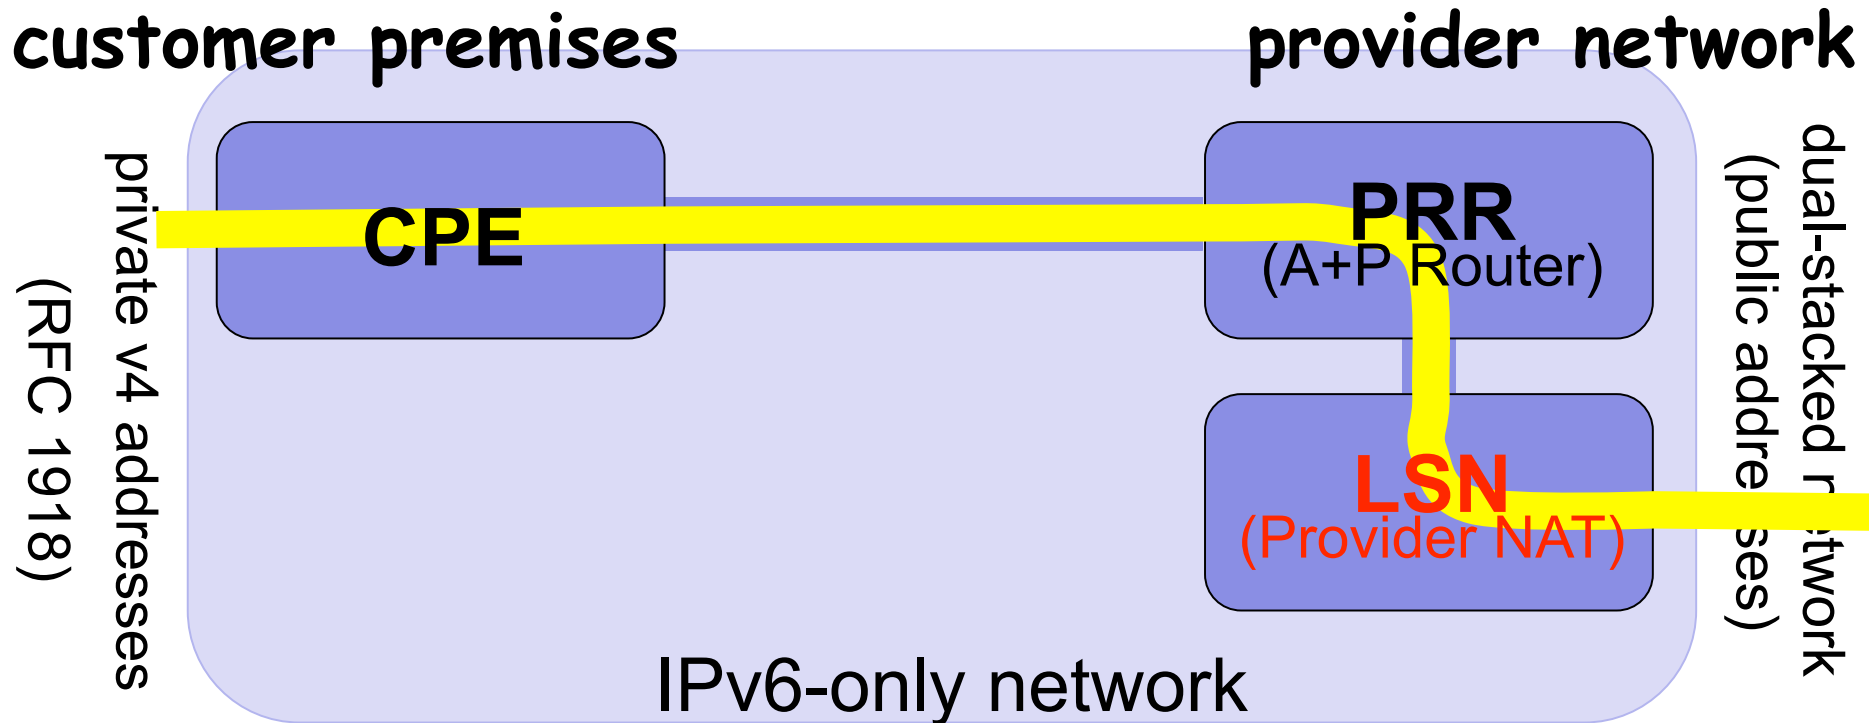 customer premises
provider network
private v4 addresses
(RFC 1918)
CPE
PRR
(A+P Router)
LSN
(Provider NAT)
dual-stacked network
(public addresses)
IPv6-only network